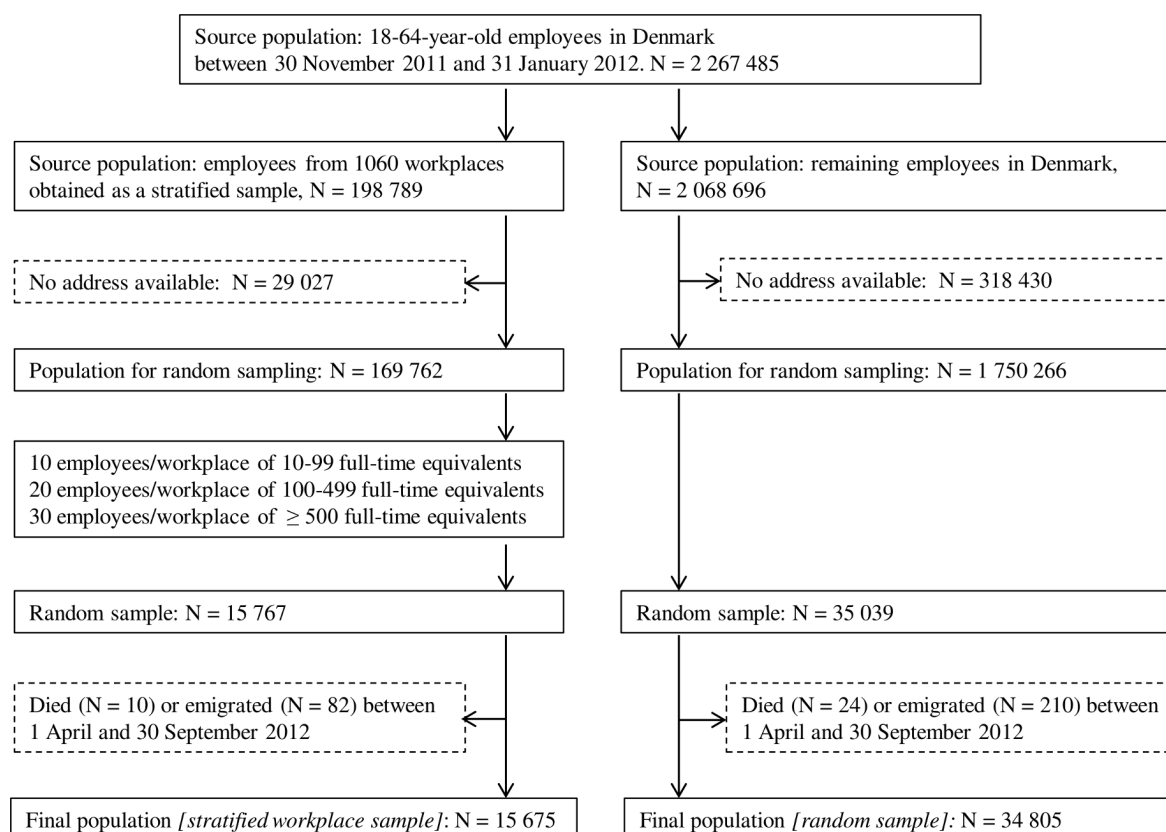 Source population: 18-64-year-old employees in Denmark
between 30 November 2011 and 31 January 2012. N = 2 267 485
Source population: employees from 1060 workplaces
obtained as a stratified sample, N = 198 789
Source population: remaining employees in Denmark,
N = 2 068 696
No address available: N = 29 027
No address available: N = 318 430
Population for random sampling: N = 169 762
Population for random sampling: N = 1 750 266
10 employees/workplace of 10-99 full-time equivalents
20 employees/workplace of 100-499 full-time equivalents
30 employees/workplace of ≥ 500 full-time equivalents
Random sample: N = 15 767
Random sample: N = 35 039
Died (N = 10) or emigrated (N = 82) between
1 April and 30 September 2012
Died (N = 24) or emigrated (N = 210) between
1 April and 30 September 2012
Final population [stratified workplace sample]: N = 15 675
Final population [random sample]: N = 34 805